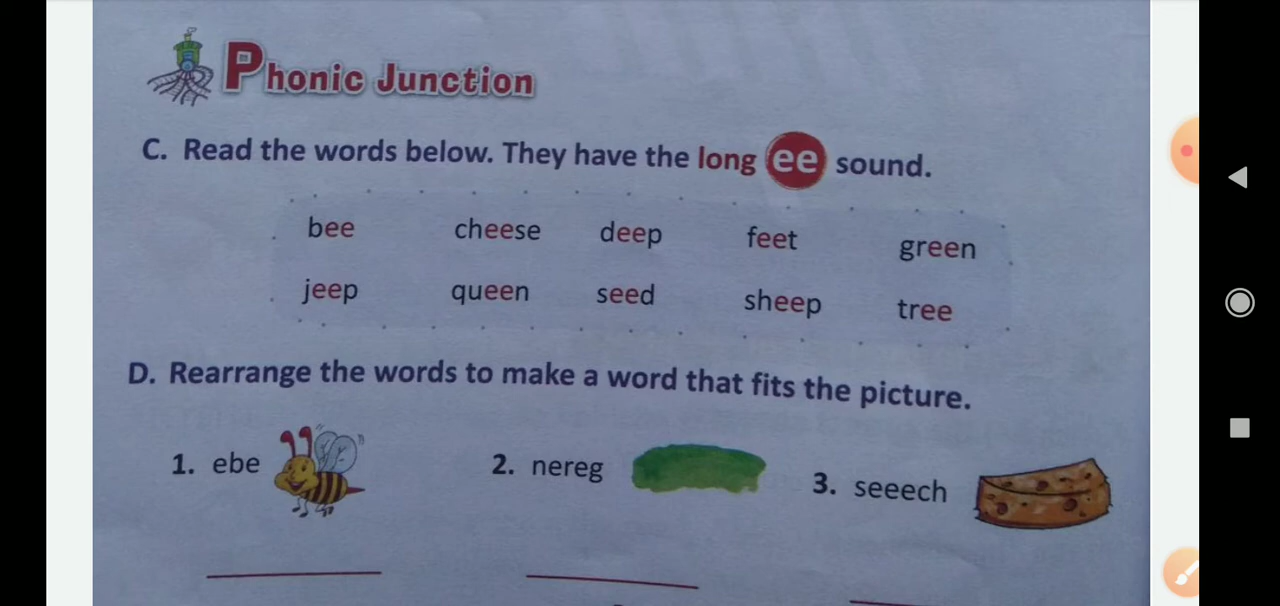 Phonic Junction
C. Read the words below. They have the long ee sound.
bee cheese deep feet green
jeep queen seed sheep tree
D. Rearrange the words to make a word that fits the picture.
1. ebe 2. nereg 3. seeech